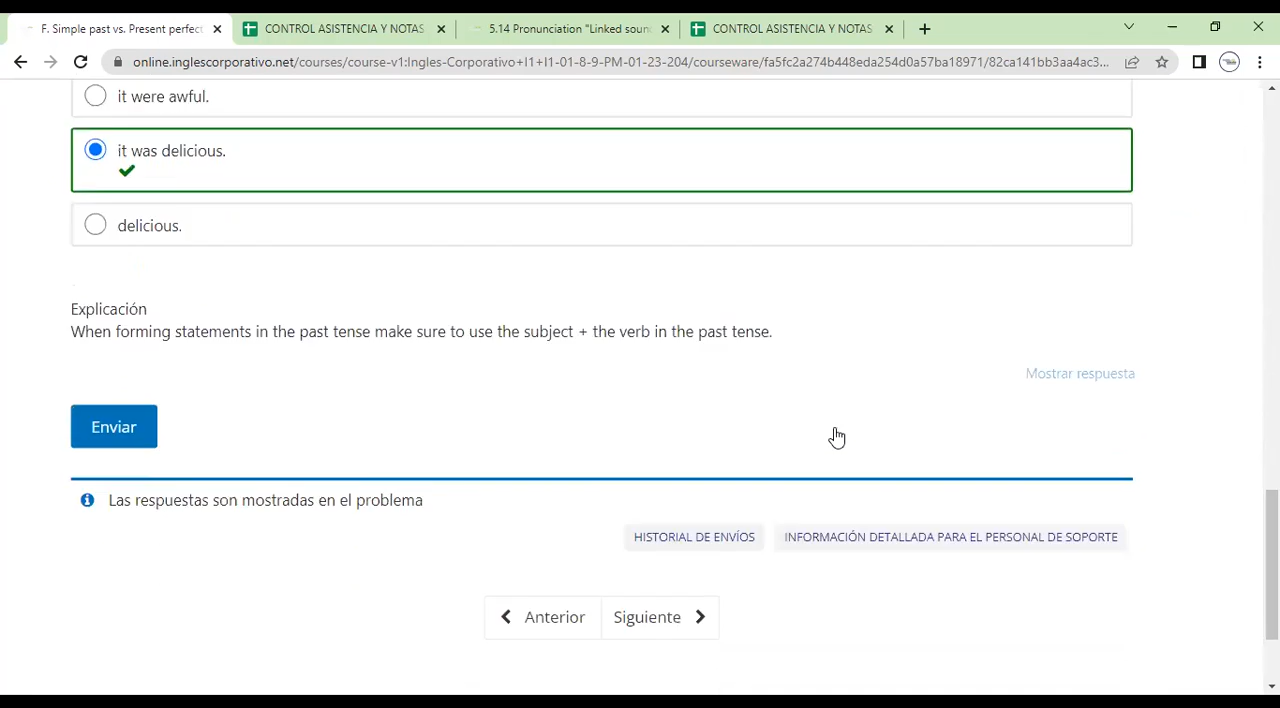 F. Simple past vs. Present perfect
CONTROL ASISTENCIA Y NOTAS
5.14 Pronunciation "Linked soun
CONTROL ASISTENCIA Y NOTAS
online.inglescorporativo.net/courses/course-v1:Ingles-Corporativo+I1+I1-01-8-9-PM-01-23-204/courseware/fa5fc2a274b448eda254d0a57ba18971/82ca141bb3aa4ac3...
it were awful.
it was delicious.
delicious.
Explicación
When forming statements in the past tense make sure to use the subject + the verb in the past tense.
Mostrar respuesta
Enviar
Las respuestas son mostradas en el problema
HISTORIAL DE ENVÍOS
INFORMACIÓN DETALLADA PARA EL PERSONAL DE SOPORTE
Anterior
Siguiente